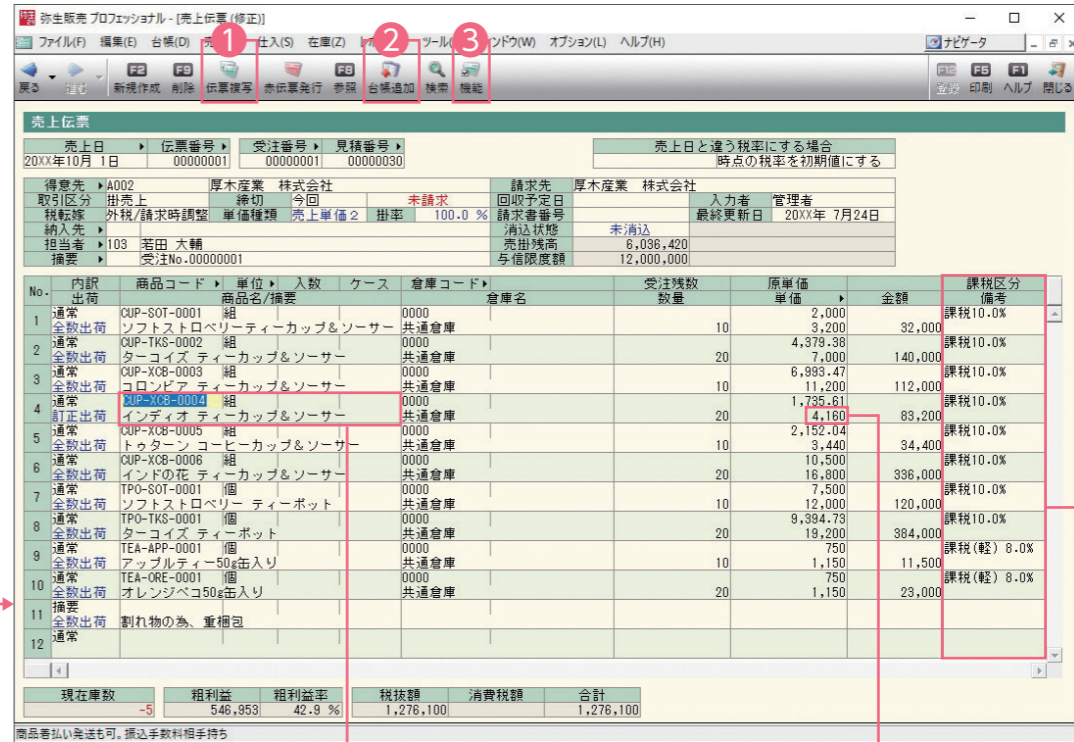 弥生販売 プロフェッショナル - [売上伝票(修正)]
ファイル(F) 編集(E) 台帳(D) 仕入(S) 在庫(Z) ツール ンドウ(W) オプション(L) ヘルプ(H) ナビゲータ
1 2 3
F2 F9 F8 F12 F5 F1
戻る 進む 新規作成 削除 伝票複写 赤伝票発行 参照 台帳追加 検索 機能 登録 印刷 ヘルプ 閉じる
売上伝票
売上日 伝票番号 受注番号 見積番号 売上日と違う税率にする場合
20XX年10月 1日 00000001 00000001 00000030 時点の税率を初期値にする
得意先 A002 厚木産業 株式会社 請求先 厚木産業 株式会社
取引区分 掛売上 締切 今回 未請求 回収予定日 入力者 管理者
税転嫁 外税/請求時調整 単価種類 売上単価2 掛率 100.0 % 請求書番号 最終更新日 20XX年 7月24日
納入先 消込状態 未消込
担当者 103 若田 大輔 売掛残高 6,036,420
摘要 受注No.00000001 与信限度額 12,000,000
No. 内訳 商品コード 単位 入数 ケース 倉庫コード 受注残数 原単価 課税区分
出荷 商品名/摘要 倉庫名 数量 単価 金額 備考
1 通常 CUP-SOT-0001 組 0000 2,000 課税10.0%
全数出荷 ソフトストロベリーティーカップ&ソーサー 共通倉庫 10 3,200 32,000
2 通常 CUP-TKS-0002 組 0000 4,379.38 課税10.0%
全数出荷 ターコイズ ティーカップ&ソーサー 共通倉庫 20 7,000 140,000
3 通常 CUP-XCB-0003 組 0000 6,993.47 課税10.0%
全数出荷 コロンビア ティーカップ&ソーサー 共通倉庫 10 11,200 112,000
4 通常 CUP-XCB-0004 組 0000 1,735.61 課税10.0%
訂正出荷 インディオ ティーカップ&ソーサー 共通倉庫 20 4,160 83,200
5 通常 CUP-XCB-0005 組 0000 2,152.04 課税10.0%
全数出荷 トゥターン コーヒーカップ&ソーサー 共通倉庫 10 3,440 34,400
6 通常 CUP-XCB-0006 組 0000 10,500 課税10.0%
全数出荷 インドの花 ティーカップ&ソーサー 共通倉庫 20 16,800 336,000
7 通常 TPO-SOT-0001 個 0000 7,500 課税10.0%
全数出荷 ソフトストロベリー ティーポット 共通倉庫 10 12,000 120,000
8 通常 TPO-TKS-0001 個 0000 9,394.73 課税10.0%
全数出荷 ターコイズ ティーポット 共通倉庫 20 19,200 384,000
9 通常 TEA-APP-0001 個 0000 750 課税(軽) 8.0%
全数出荷 アップルティー50g缶入り 共通倉庫 10 1,150 11,500
10 通常 TEA-ORE-0001 個 0000 750 課税(軽) 8.0%
全数出荷 オレンジペコ50g缶入り 共通倉庫 20 1,150 23,000
11 摘要
全数出荷 割れ物の為、重梱包
12 通常
現在庫数 粗利益 粗利益率 税抜額 消費税額 合計
-5 546,953 42.9 % 1,276,100 1,276,100
商品着払い発送も可。振込手数料相手持ち